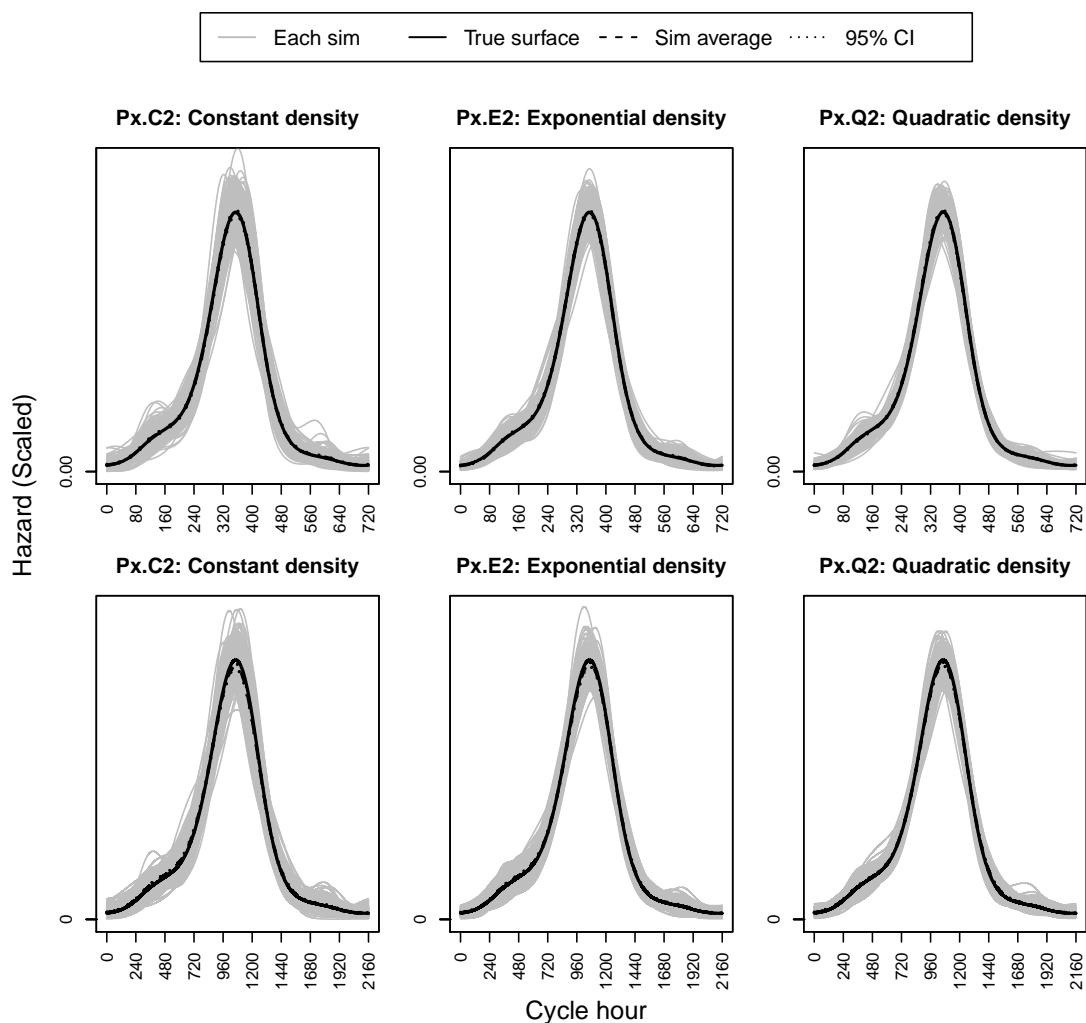 Each sim True surface Sim average 95% CI
Px.C2: Constant density Px.E2: Exponential density Px.Q2: Quadratic density
Hazard (Scaled)
0.00 0.00 0.00
0 80 160 240 320 400 480 560 640 720 0 80 160 240 320 400 480 560 640 720 0 80 160 240 320 400 480 560 640 720
Px.C2: Constant density Px.E2: Exponential density Px.Q2: Quadratic density
0 0 0
0 240 480 720 960 1200 1440 1680 1920 2160 0 240 480 720 960 1200 1440 1680 1920 2160 0 240 480 720 960 1200 1440 1680 1920 2160
Cycle hour